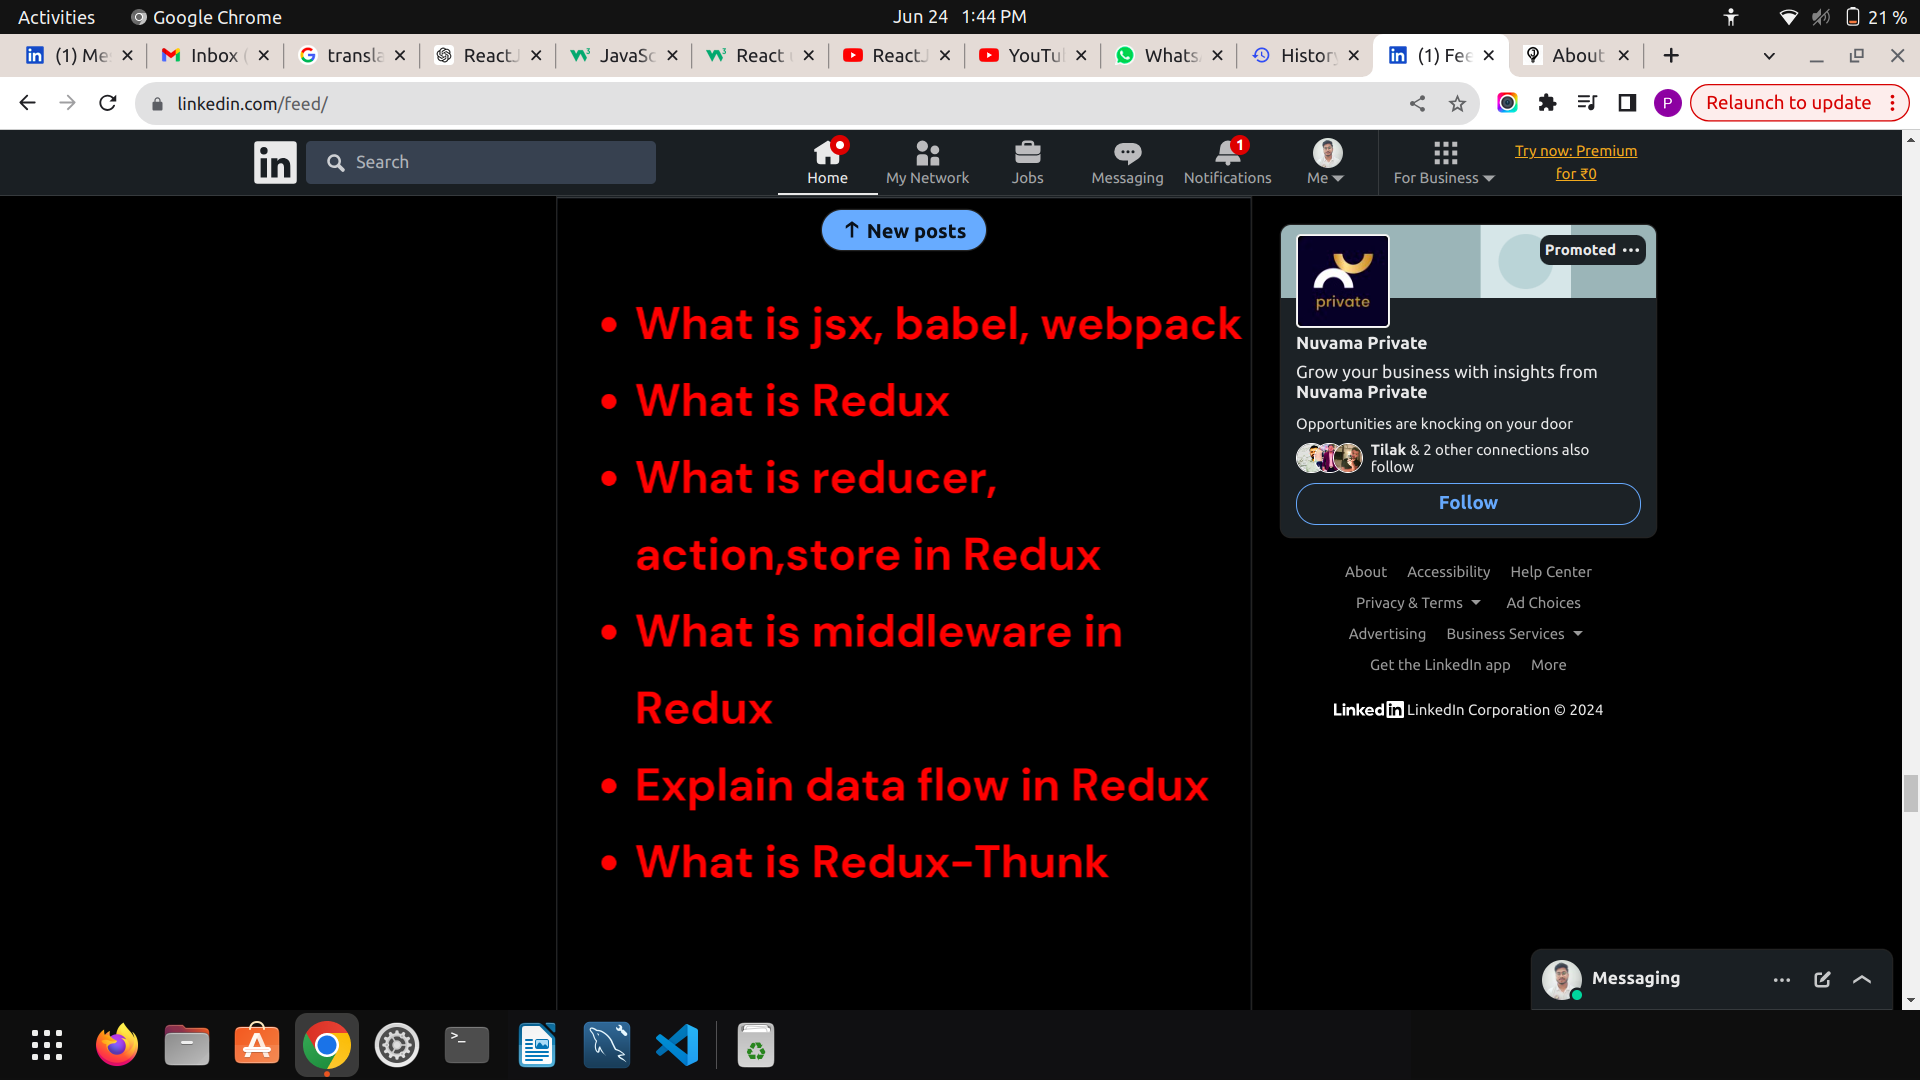 Activities
Google Chrome
Jun 24 1:44 PM
21 %
(1) Me
Inbox (
transla
ReactJ
JavaSc
React u
ReactJ
YouTu
Whats
History
(1) Fee
About
linkedin.com/feed/
P
Relaunch to update
in
Search
Home
My Network
Jobs
Messaging
1
Notifications
Me
For Business
Try now: Premium
for ₹0
↑ New posts
• What is jsx, babel, webpack
• What is Redux
• What is reducer,
action,store in Redux
• What is middleware in
Redux
• Explain data flow in Redux
• What is Redux-Thunk
Promoted ···
private
Nuvama Private
Grow your business with insights from
Nuvama Private
Opportunities are knocking on your door
Tilak & 2 other connections also
follow
Follow
About Accessibility Help Center
Privacy & Terms Ad Choices
Advertising Business Services
Get the LinkedIn app More
LinkedIn LinkedIn Corporation © 2024
Messaging